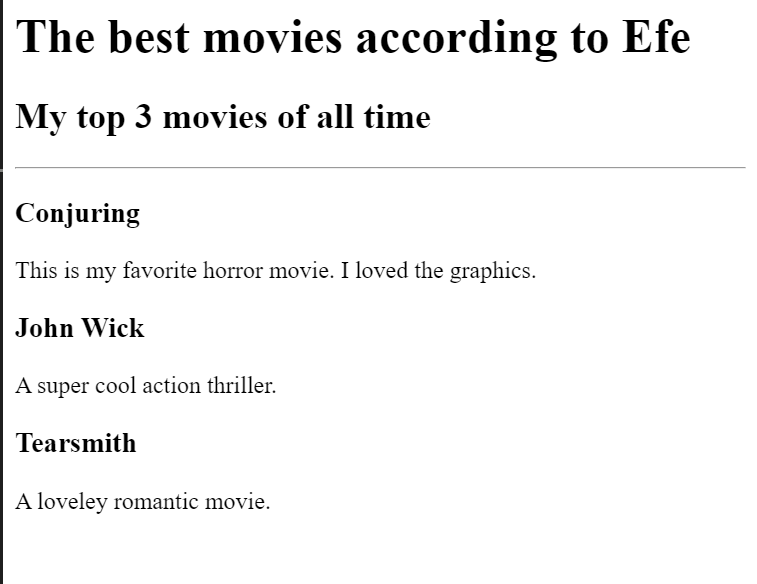 The best movies according to Efe
My top 3 movies of all time
Conjuring
This is my favorite horror movie. I loved the graphics.
John Wick
A super cool action thriller.
Tearsmith
A loveley romantic movie.